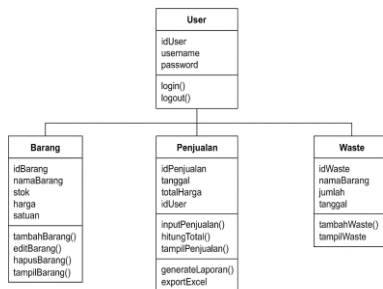 User
idUser
username
password
login()
logout()
Barang
idBarang
namaBarang
stok
harga
satuan
tambahBarang()
editBarang()
hapusBarang()
tampilBarang()
Penjualan
idPenjualan
tanggal
totalHarga
idUser
inputPenjualan()
hitungTotal()
tampilPenjualan()
generateLaporan()
exportExcel
Waste
idWaste
namaBarang
jumlah
tanggal
tambahWaste()
tampilWaste